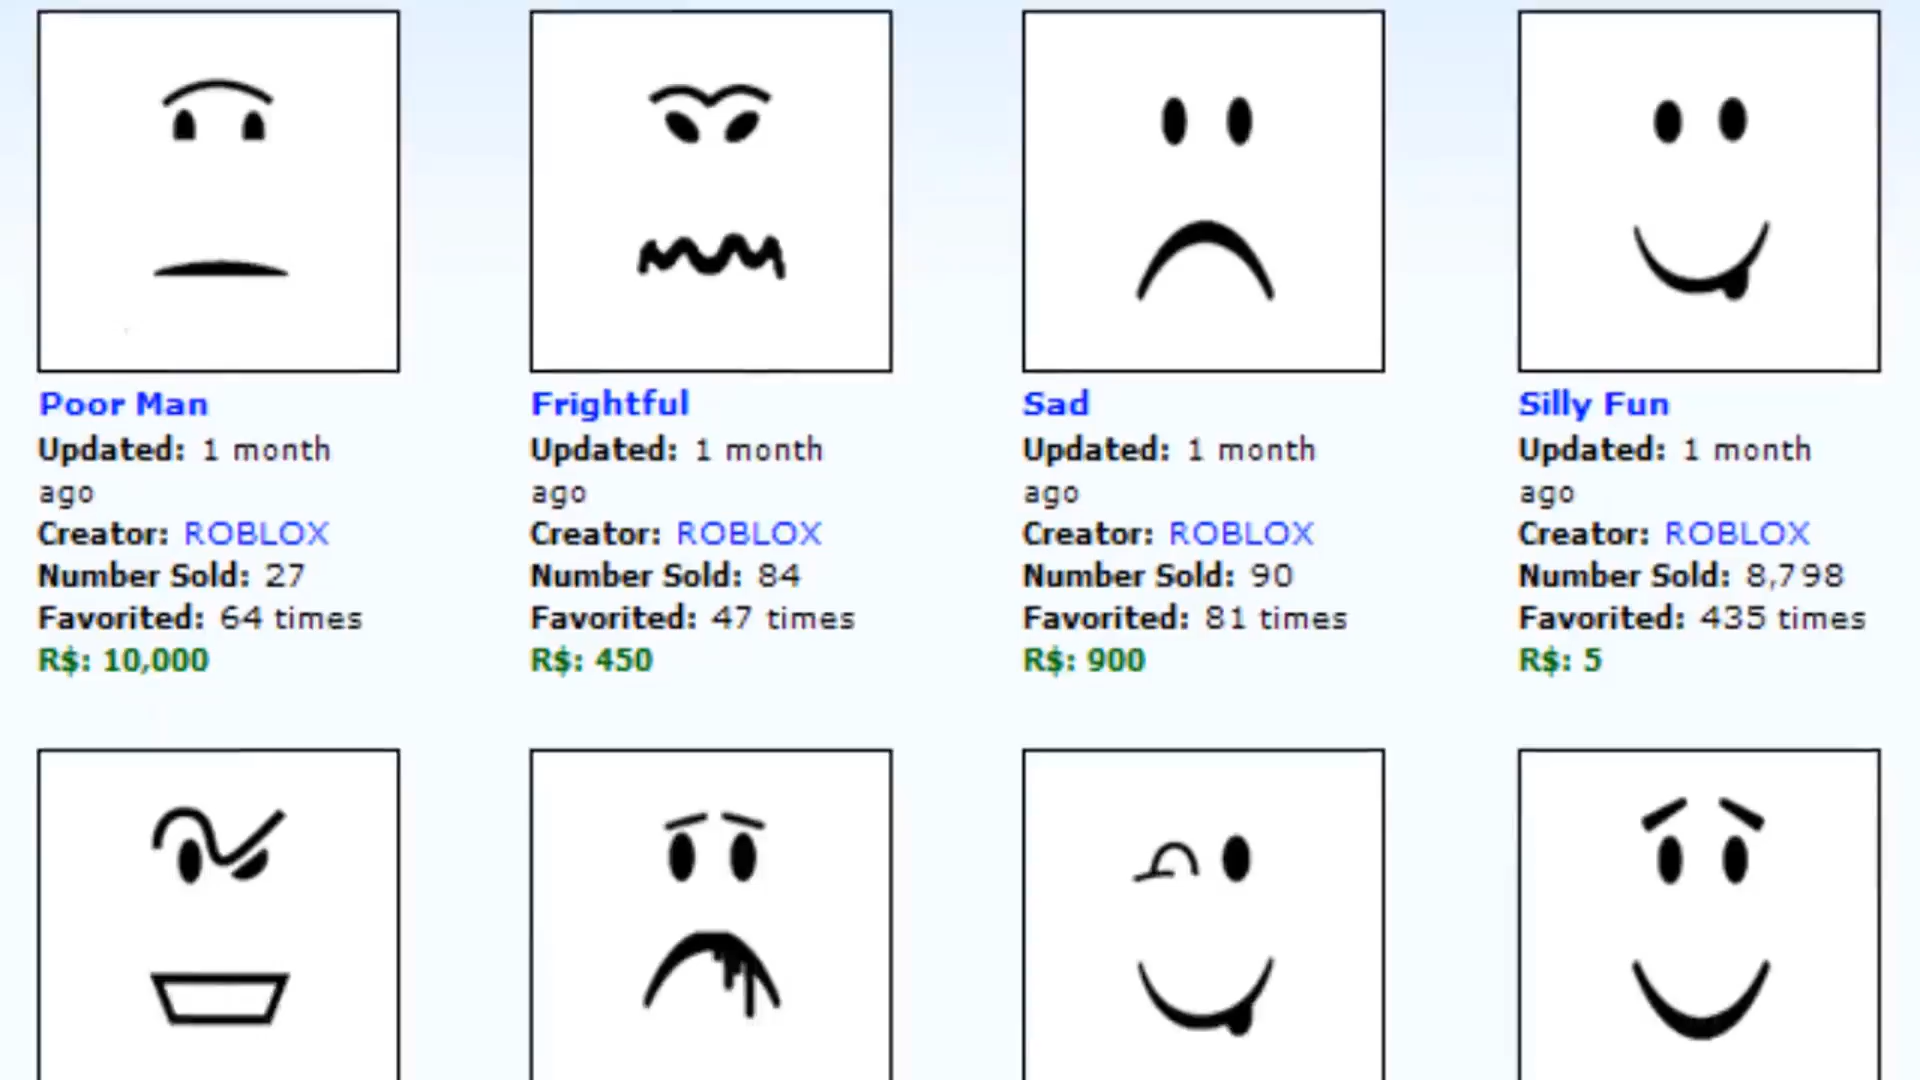 Poor Man
Updated: 1 month
ago
Creator: ROBLOX
Number Sold: 27
Favorited: 64 times
R$: 10,000
Frightful
Updated: 1 month
ago
Creator: ROBLOX
Number Sold: 84
Favorited: 47 times
R$: 450
Sad
Updated: 1 month
ago
Creator: ROBLOX
Number Sold: 90
Favorited: 81 times
R$: 900
Silly Fun
Updated: 1 month
ago
Creator: ROBLOX
Number Sold: 8,798
Favorited: 435 times
R$: 5